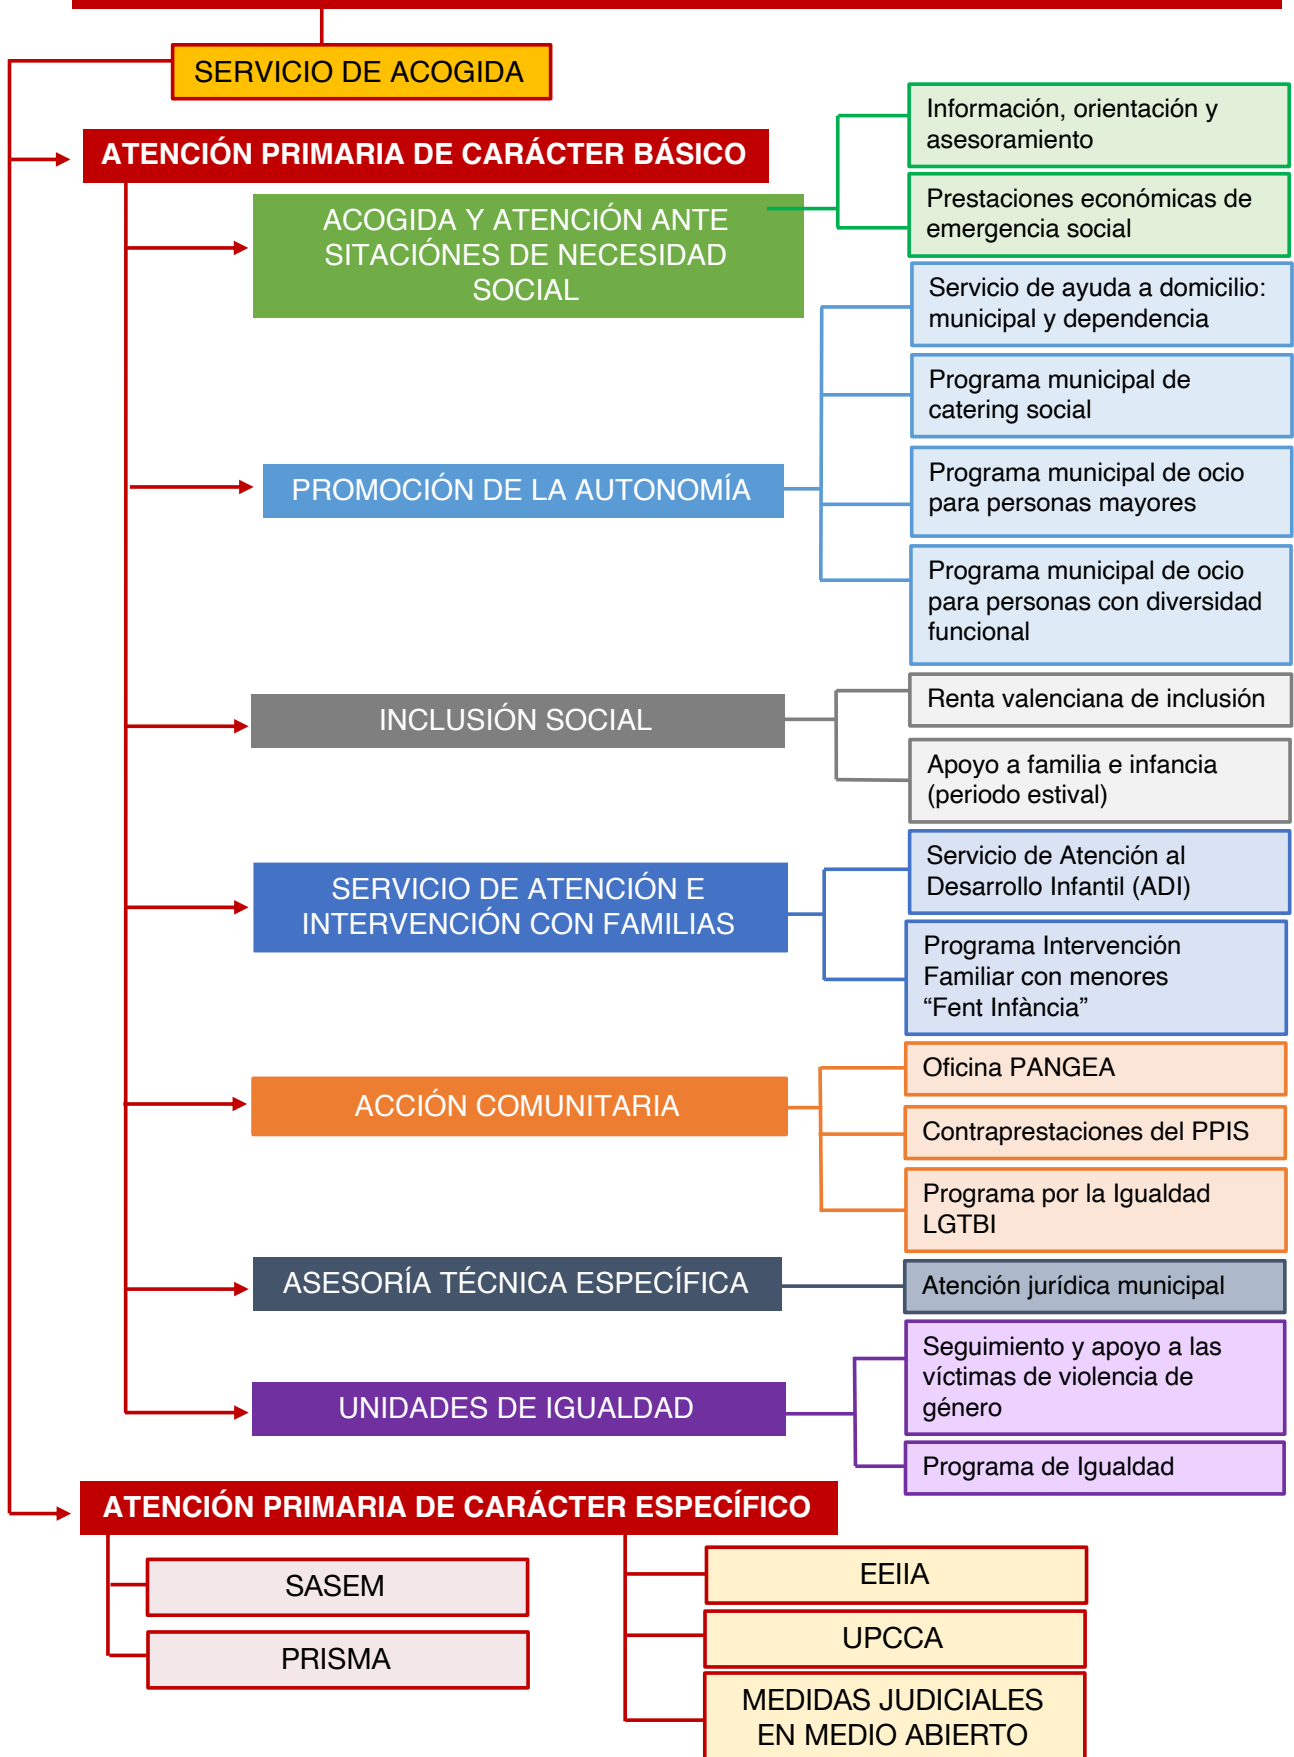 SERVICIO DE ACOGIDA
ATENCIÓN PRIMARIA DE CARÁCTER BÁSICO
ACOGIDA Y ATENCIÓN ANTE
SITACIÓNES DE NECESIDAD
SOCIAL
Información, orientación y
asesoramiento
Prestaciones económicas de
emergencia social
PROMOCIÓN DE LA AUTONOMÍA
Servicio de ayuda a domicilio:
municipal y dependencia
Programa municipal de
catering social
Programa municipal de ocio
para personas mayores
Programa municipal de ocio
para personas con diversidad
funcional
INCLUSIÓN SOCIAL
Renta valenciana de inclusión
Apoyo a familia e infancia
(periodo estival)
SERVICIO DE ATENCIÓN E
INTERVENCIÓN CON FAMILIAS
Servicio de Atención al
Desarrollo Infantil (ADI)
Programa Intervención
Familiar con menores
“Fent Infància”
ACCIÓN COMUNITARIA
Oficina PANGEA
Contraprestaciones del PPIS
Programa por la Igualdad
LGTBI
ASESORÍA TÉCNICA ESPECÍFICA
Atención jurídica municipal
UNIDADES DE IGUALDAD
Seguimiento y apoyo a las
víctimas de violencia de
género
Programa de Igualdad
ATENCIÓN PRIMARIA DE CARÁCTER ESPECÍFICO
SASEM
PRISMA
EEIIA
UPCCA
MEDIDAS JUDICIALES
EN MEDIO ABIERTO